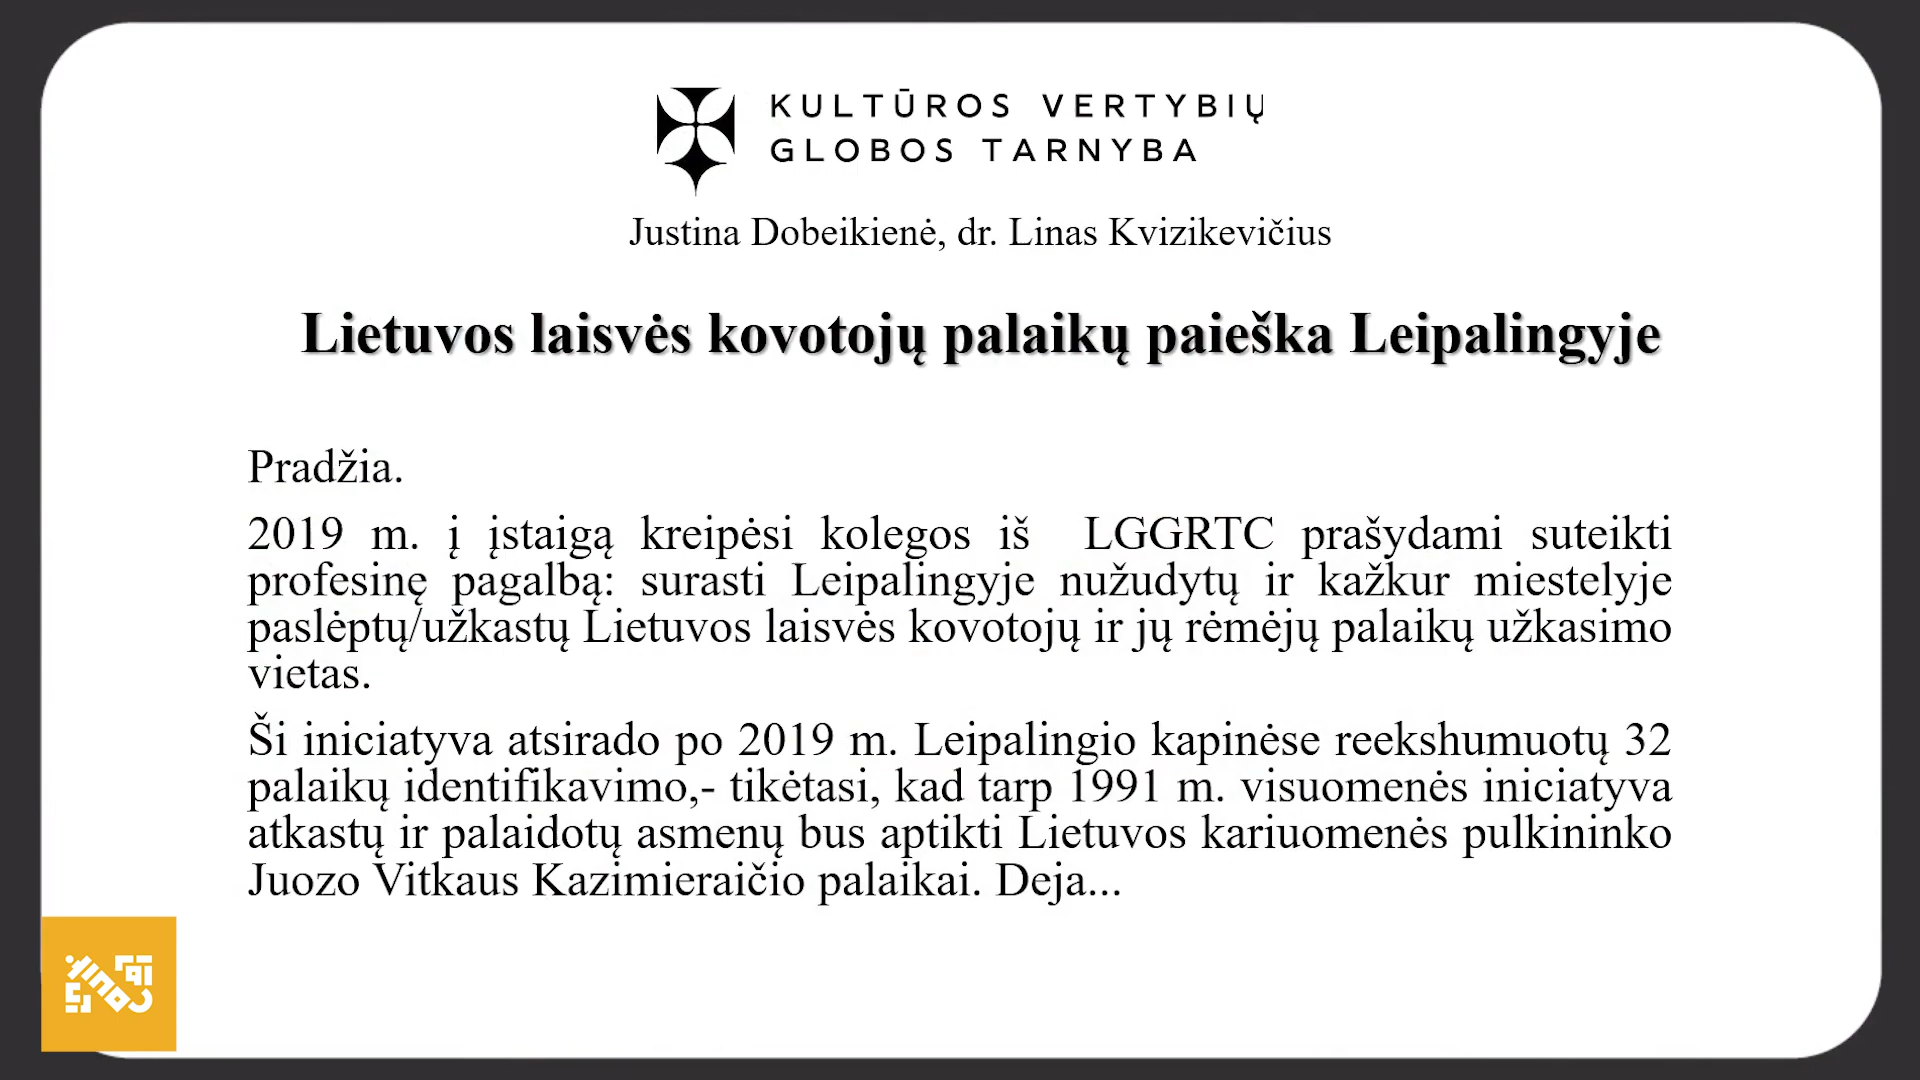 KULTŪROS VERTYBIŲ
GLOBOS TARNYBA
Justina Dobeikienė, dr. Linas Kvizikevičius
Lietuvos laisvės kovotojų palaikų paieška Leipalingyje
Pradžia.
2019 m. į įstaigą kreipėsi kolegos iš LGGRTC prašydami suteikti
profesinę pagalbą: surasti Leipalingyje nužudytų ir kažkur miestelyje
paslėptų/užkastų Lietuvos laisvės kovotojų ir jų rėmėjų palaikų užkasimo
vietas.
Ši iniciatyva atsirado po 2019 m. Leipalingio kapinėse reekshumuotų 32
palaikų identifikavimo,- tikėtasi, kad tarp 1991 m. visuomenės iniciatyva
atkastų ir palaidotų asmenų bus aptikti Lietuvos kariuomenės pulkininko
Juozo Vitkaus Kazimieraičio palaikai. Deja...